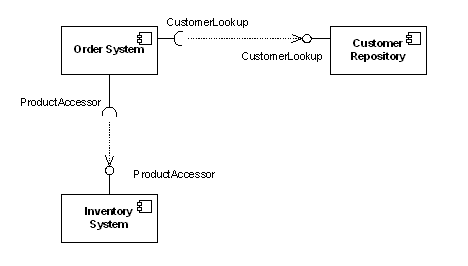 CustomerLookup
Order System
Customer
Repository
CustomerLookup
ProductAccessor
ProductAccessor
Inventory
System